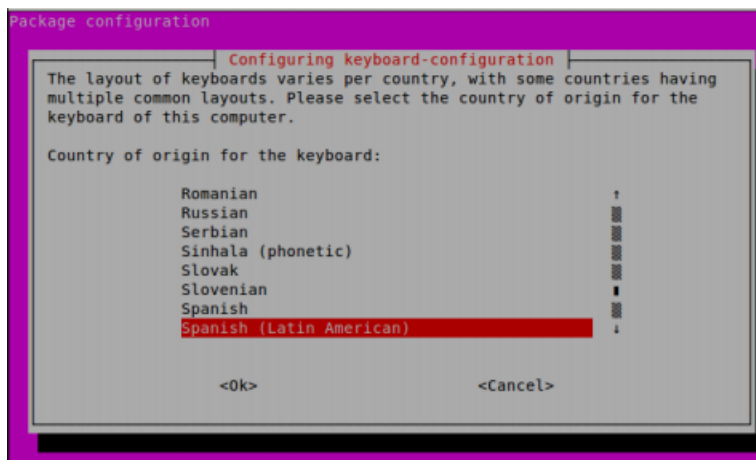 Package configuration
Configuring keyboard-configuration
The layout of keyboards varies per country, with some countries having
multiple common layouts. Please select the country of origin for the
keyboard of this computer.
Country of origin for the keyboard:
Romanian
Russian
Serbian
Sinhala (phonetic)
Slovak
Slovenian
Spanish
Spanish (Latin American)
<Ok> <Cancel>